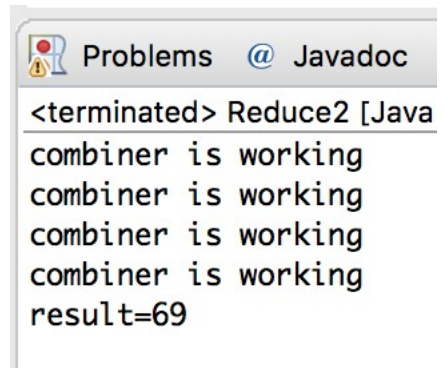 Problems @ Javadoc
<terminated> Reduce2 [Java
combiner is working
combiner is working
combiner is working
combiner is working
result=69